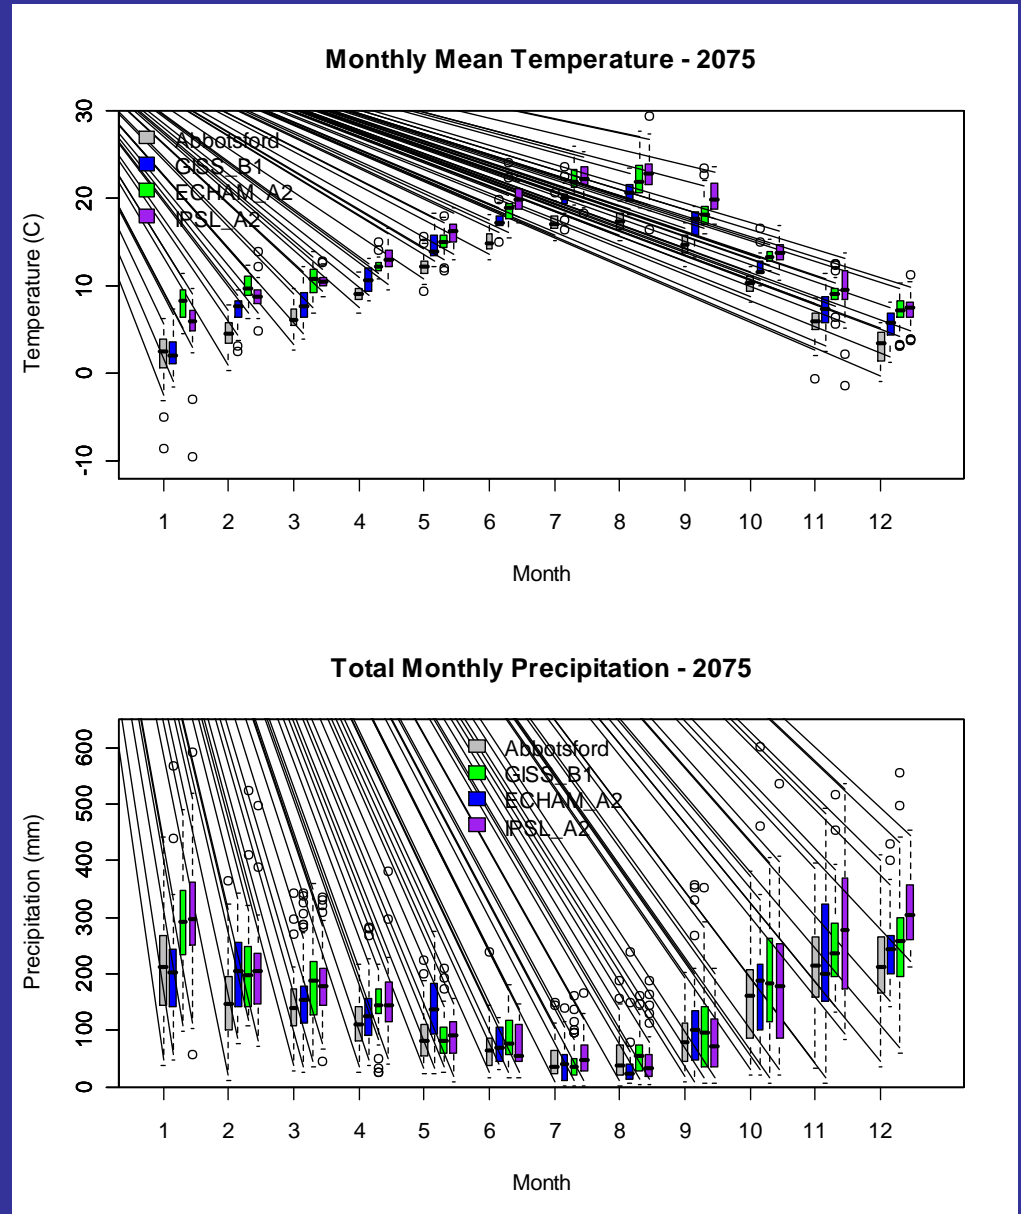 Monthly Mean Temperature - 2075
30
20
10
0
-10
Temperature (C)
Abbotsford
GISS_B1
ECHAM_A2
IPSL_A2
1 2 3 4 5 6 7 8 9 10 11 12
Month
Total Monthly Precipitation - 2075
600
500
400
300
200
100
0
Precipitation (mm)
Abbotsford
GISS_B1
ECHAM_A2
IPSL_A2
1 2 3 4 5 6 7 8 9 10 11 12
Month